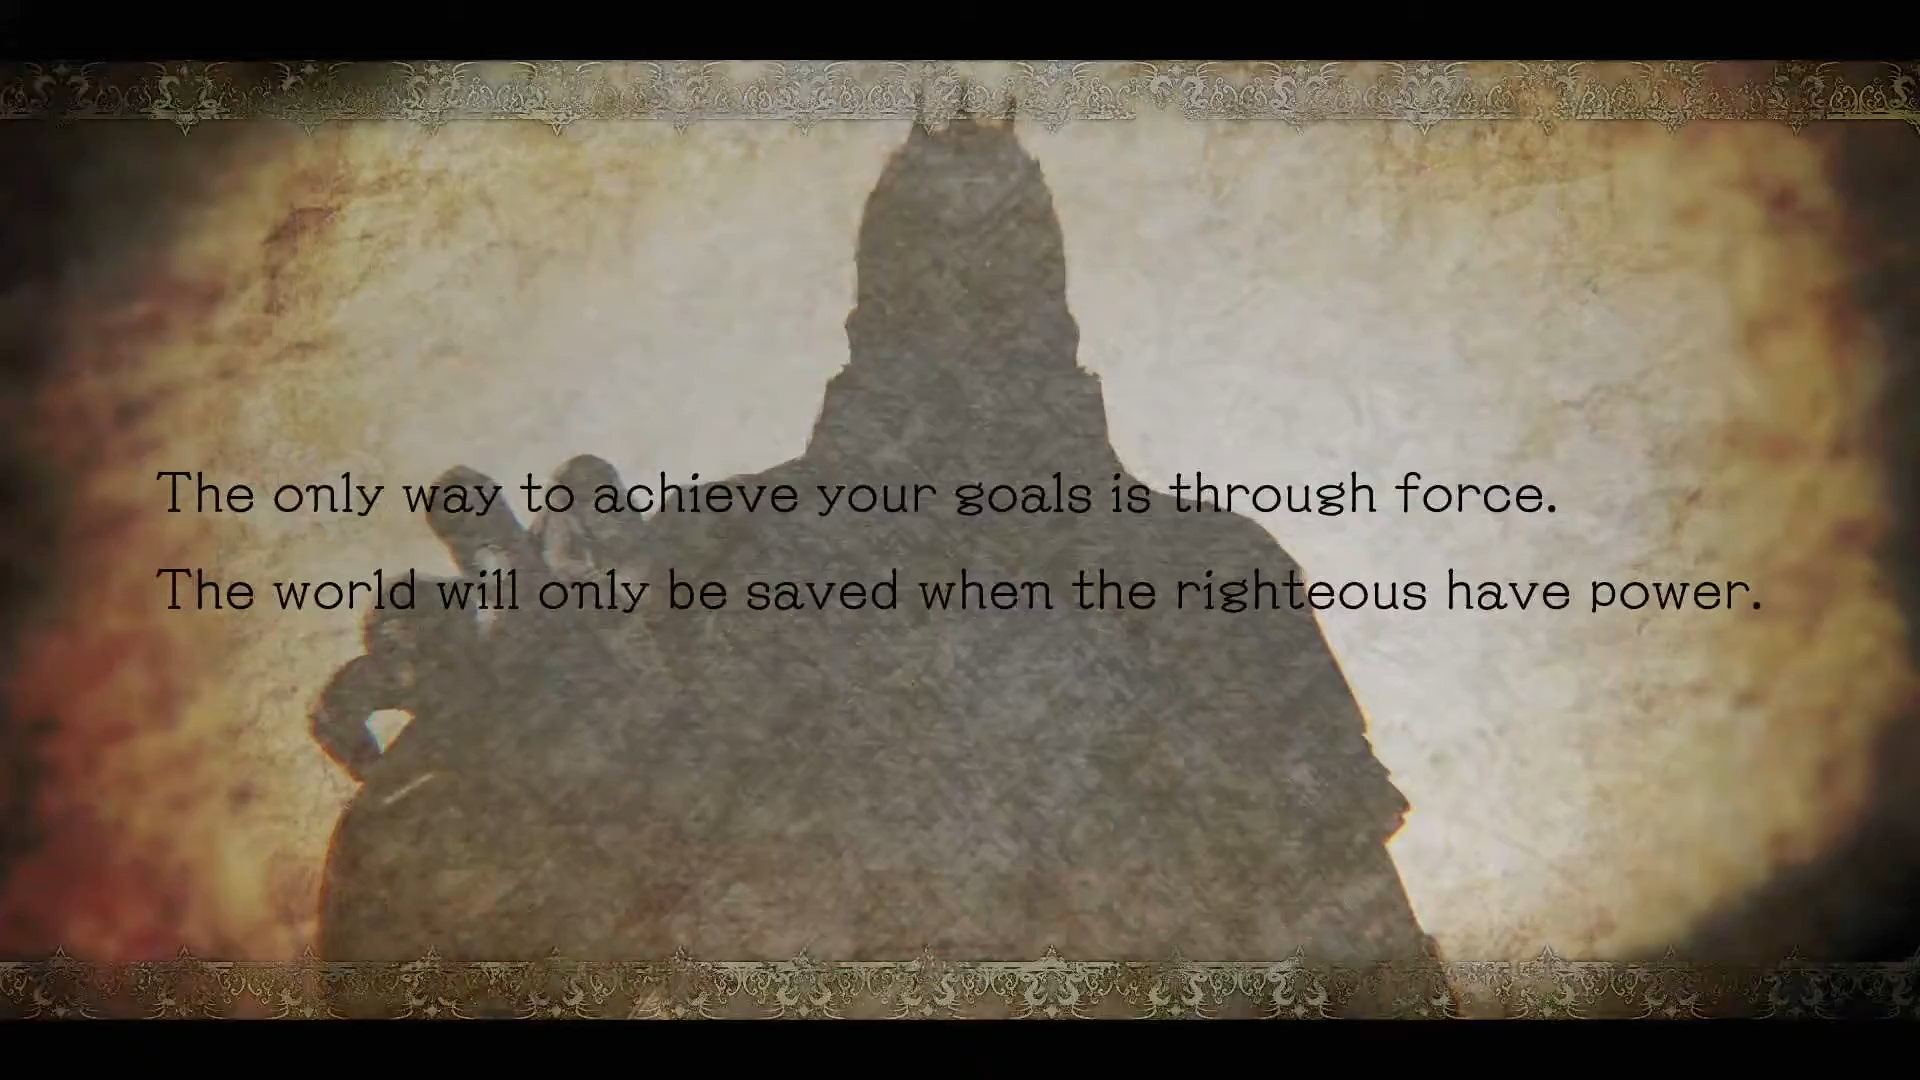 The only way to achieve your goals is through force.
The world will only be saved when the righteous have power.